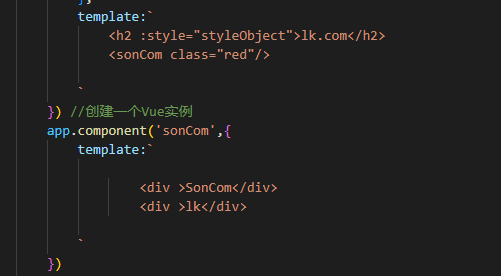 },
template:`
<h2 :style="styleObject">lk.com</h2>
<sonCom class="red"/>
`
}) //创建一个Vue实例
app.component('sonCom',{
template:`
<div >SonCom</div>
<div >lk</div>
`
})